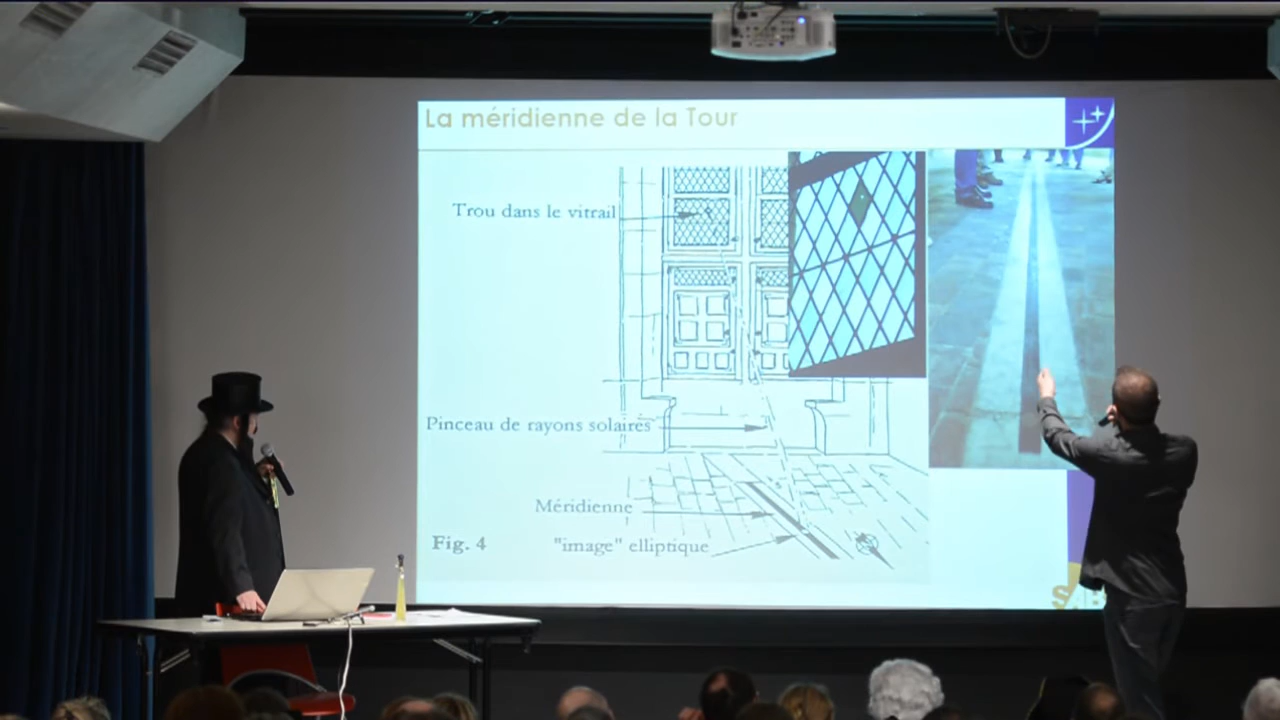 La méridienne de la Tour
Trou dans le vitrail
Pinceau de rayons solaires
Méridienne
"image" elliptique
Fig. 4